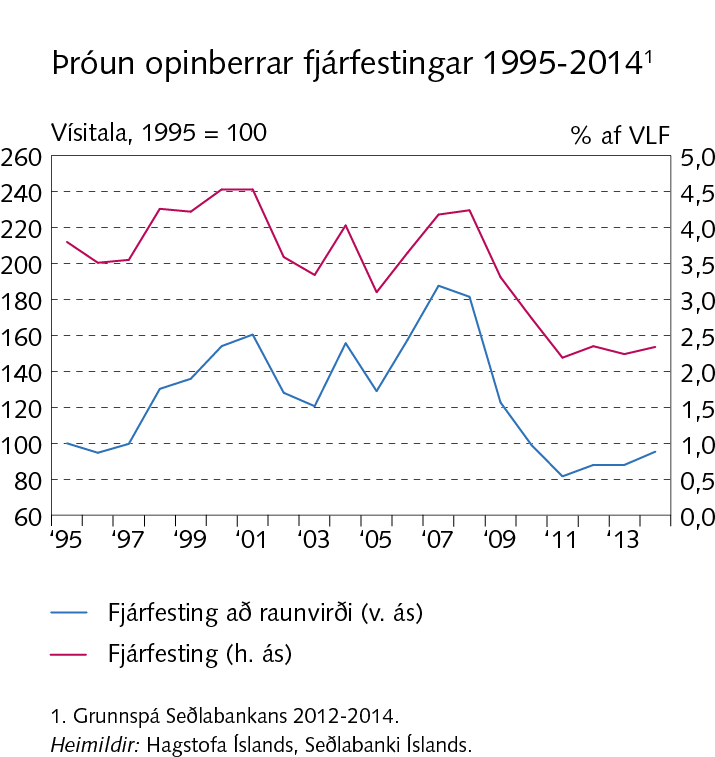 Þróun opinberrar fjárfestingar 1995-2014¹
Vísitala, 1995 = 100
% af VLF
260 5,0
240 4,5
220 4,0
200 3,5
180 3,0
160 2,5
140 2,0
120 1,5
100 1,0
80 0,5
60 0,0
‘95 ‘97 ‘99 ‘01 ‘03 ‘05 ‘07 ‘09 ‘11 ‘13
Fjárfesting að raunvirði (v. ás)
Fjárfesting (h. ás)
1. Grunnspá Seðlabankans 2012-2014.
Heimildir: Hagstofa Íslands, Seðlabanki Íslands.